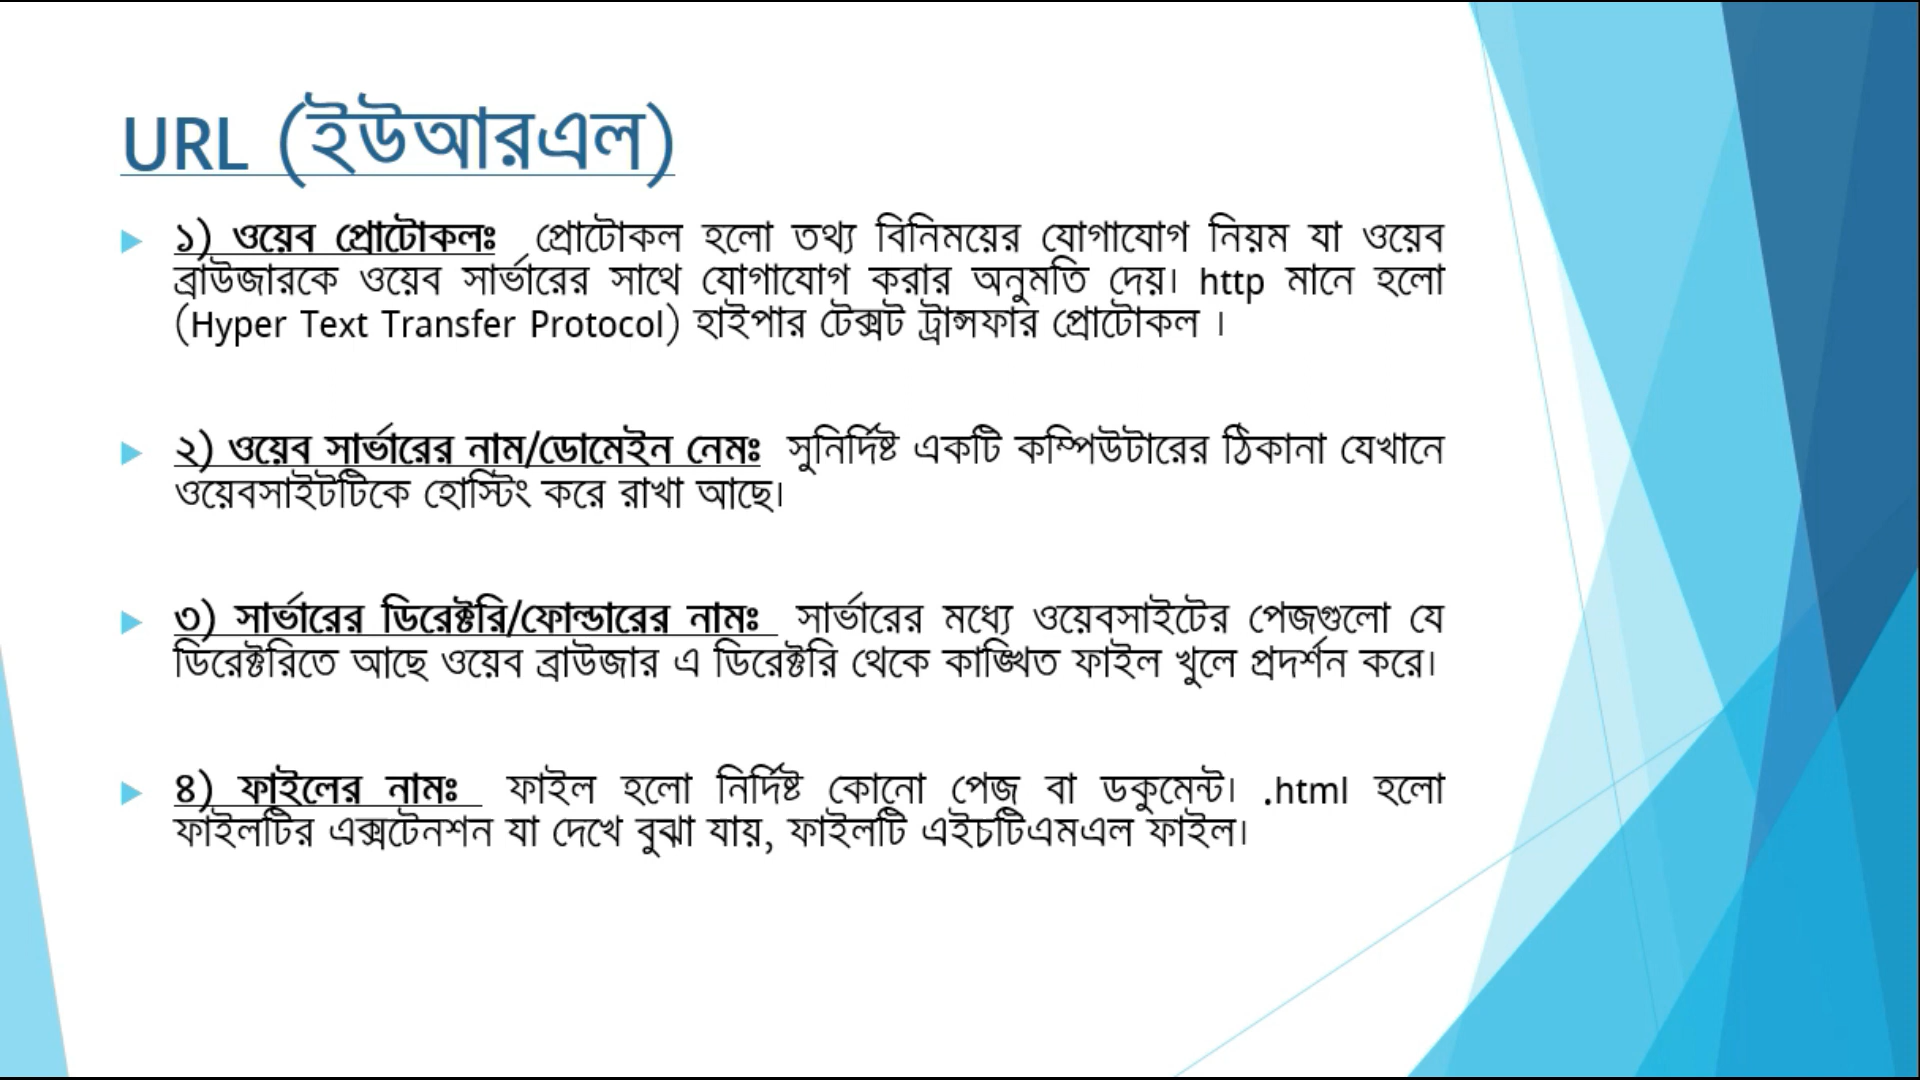 URL (ইউআরএল)
১) ওয়েব প্রোটোকলঃ প্রোটোকল হলো তথ্য বিনিময়ের যোগাযোগ নিয়ম যা ওয়েব
ব্রাউজারকে ওয়েব সার্ভারের সাথে যোগাযোগ করার অনুমতি দেয়। http মানে হলো
(Hyper Text Transfer Protocol) হাইপার টেক্সট ট্রান্সফার প্রোটোকল ।
২) ওয়েব সার্ভারের নাম/ডোমেইন নেমঃ সুনির্দিষ্ট একটি কম্পিউটারের ঠিকানা যেখানে
ওয়েবসাইটটিকে হোস্টিং করে রাখা আছে।
৩) সার্ভারের ডিরেক্টরি/ফোল্ডারের নামঃ সার্ভারের মধ্যে ওয়েবসাইটের পেজগুলো যে
ডিরেক্টরিতে আছে ওয়েব ব্রাউজার এ ডিরেক্টরি থেকে কাঙ্খিত ফাইল খুলে প্রদর্শন করে।
৪) ফাইলের নামঃ ফাইল হলো নির্দিষ্ট কোনো পেজ বা ডকুমেন্ট। .html হলো
ফাইলটির এক্সটেনশন যা দেখে বুঝা যায়, ফাইলটি এইচটিএমএল ফাইল।